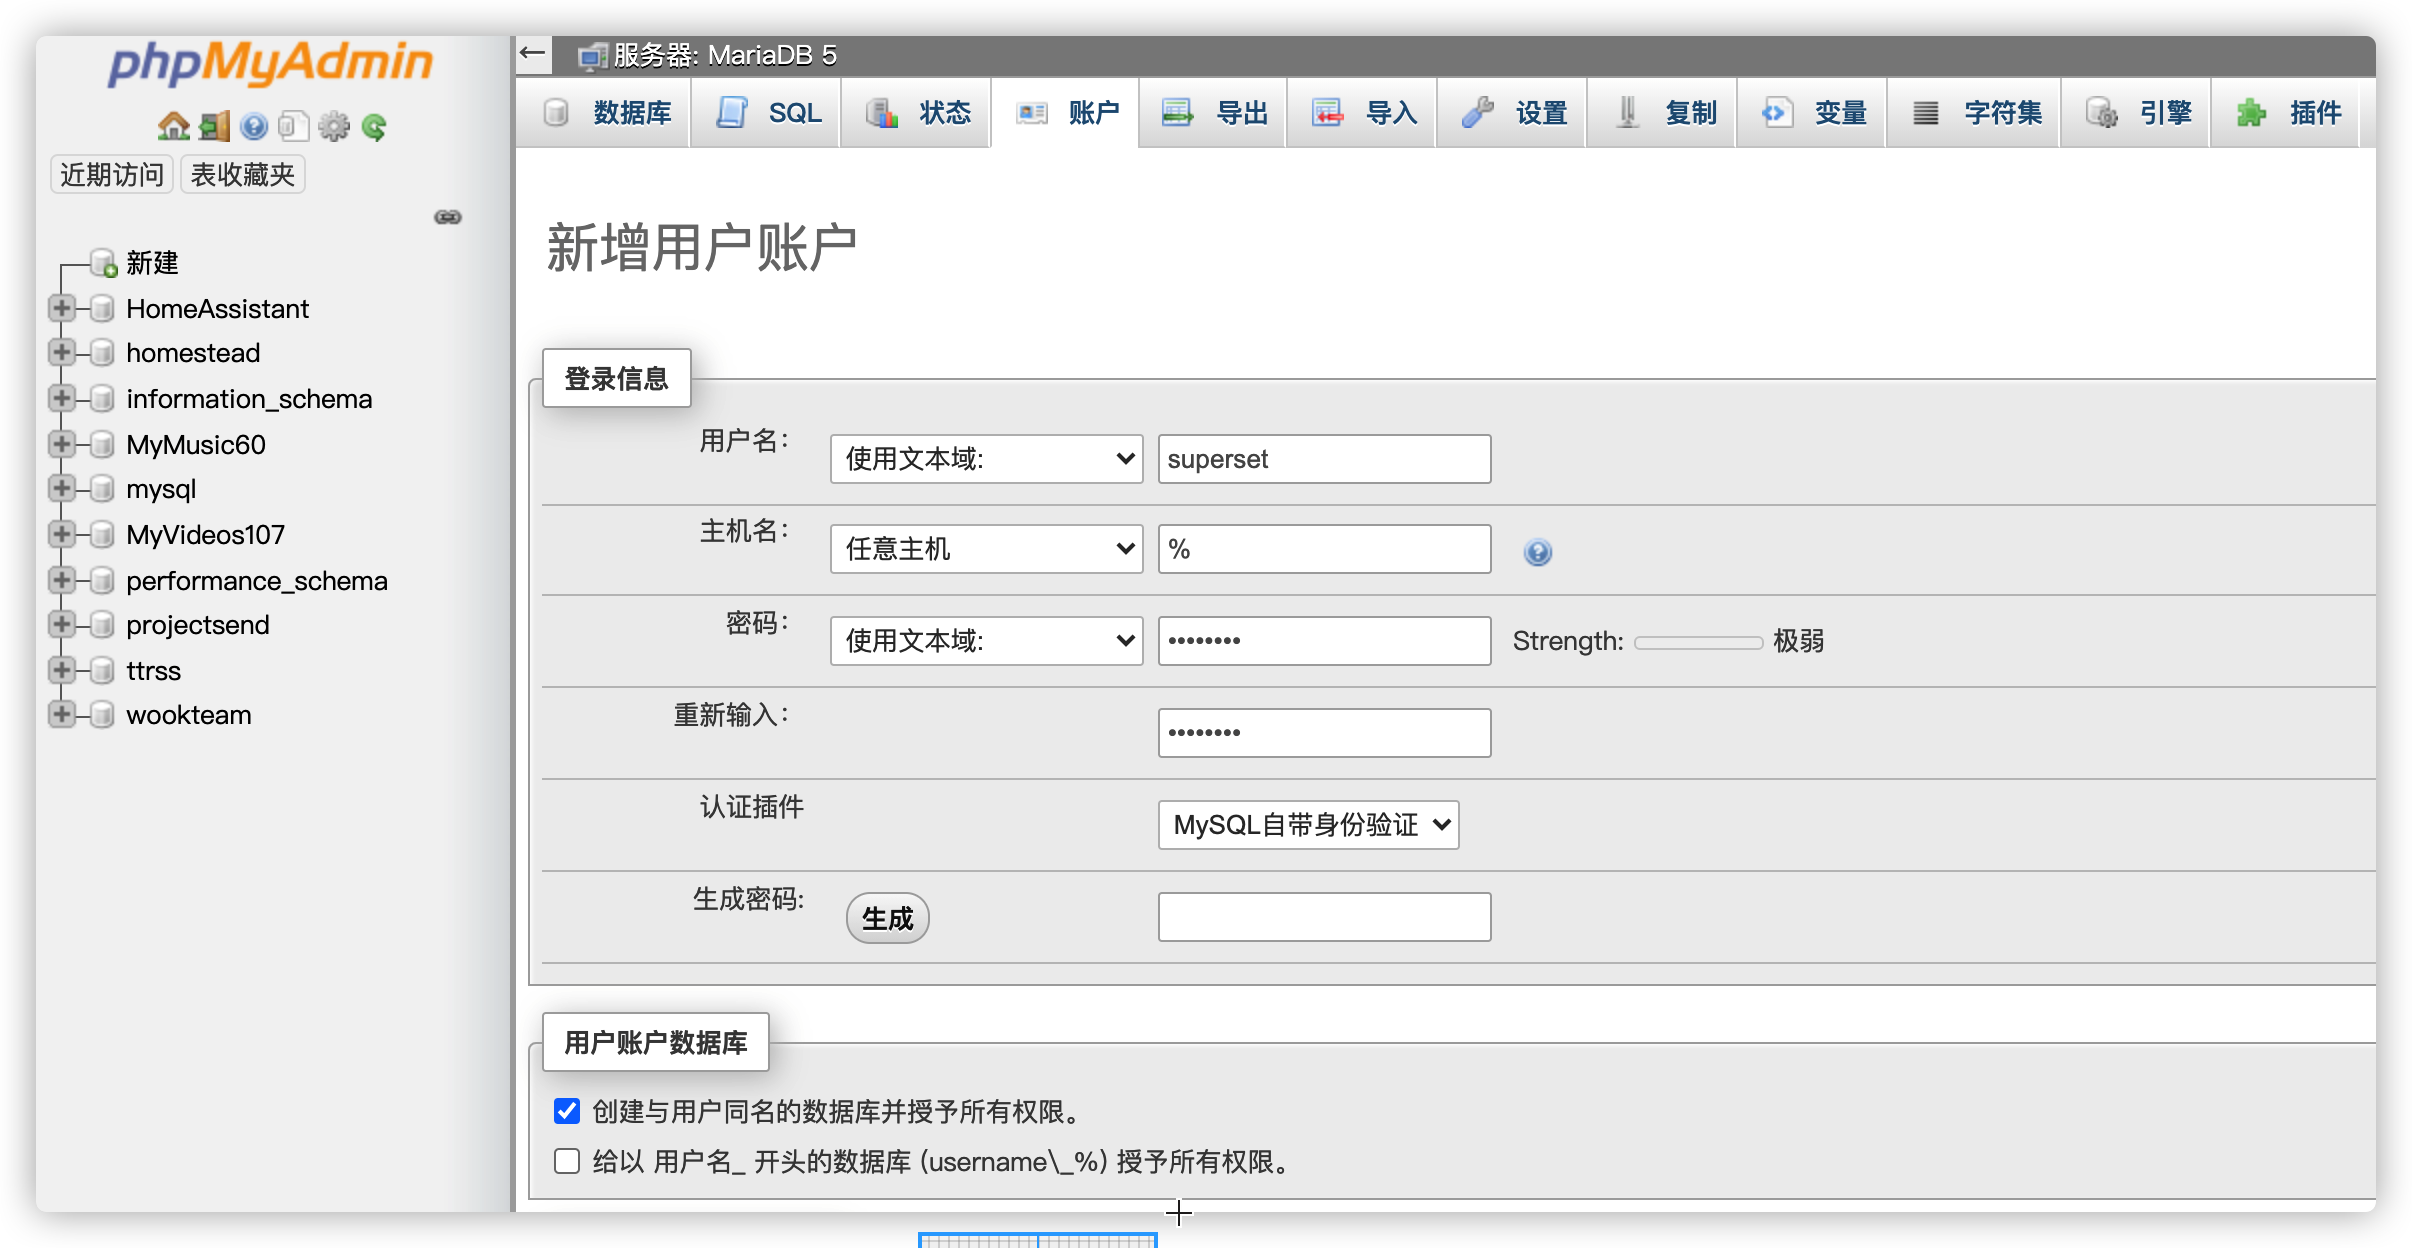 phpMyAdmin
近期访问 表收藏夹
新建
HomeAssistant
homestead
information_schema
MyMusic60
mysql
MyVideos107
performance_schema
projectsend
ttrss
wookteam
服务器: MariaDB 5
数据库 SQL 状态 账户 导出 导入 设置 复制 变量 字符集 引擎 插件
新增用户账户
登录信息
用户名: 使用文本域: superset
主机名: 任意主机 %
密码: 使用文本域: •••••••• Strength: 极弱
重新输入: ••••••••
认证插件 MySQL自带身份验证
生成密码: 生成
用户账户数据库
创建与用户同名的数据库并授予所有权限。
给以 用户名_ 开头的数据库 (username\_%) 授予所有权限。